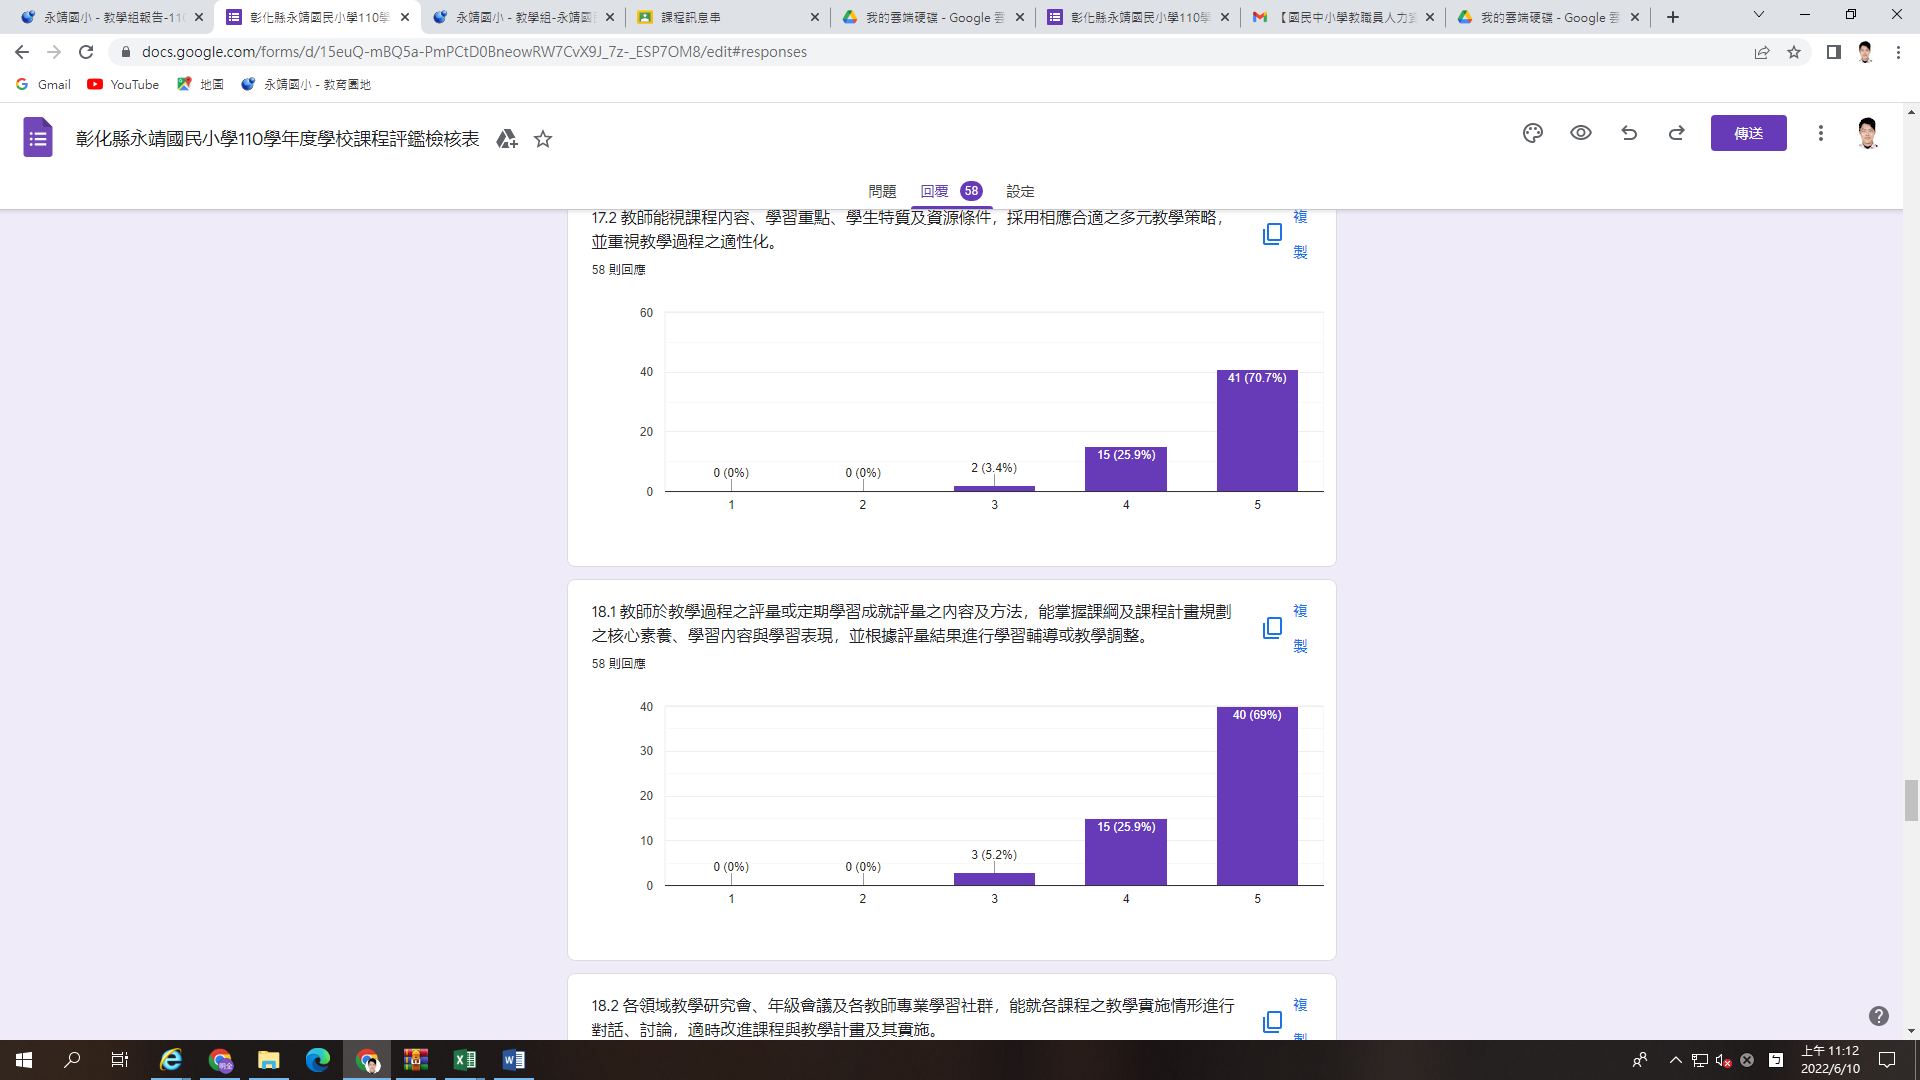 永靖國小 - 教學組報告-110
彰化縣永靖國民小學110學
永靖國小 - 教學組-永靖國
課程訊息串
我的雲端硬碟 - Google 雲
彰化縣永靖國民小學110學
【國民中小學教職員人力資
我的雲端硬碟 - Google 雲
docs.google.com/forms/d/15euQ-mBQ5a-PmPCtD0BneowRW7CvX9J_7z-_ESP7OM8/edit#responses
Gmail
YouTube
地圖
永靖國小 - 教育園地
彰化縣永靖國民小學110學年度學校課程評鑑檢核表
傳送
問題
回覆 58
設定
17.2 教師能視課程內容、學習重點、學生特質及資源條件，採用相應合適之多元教學策略，
並重視教學過程之適性化。
複
製
58 則回應
60
40
20
0
0 (0%)
0 (0%)
2 (3.4%)
15 (25.9%)
41 (70.7%)
1
2
3
4
5
18.1 教師於教學過程之評量或定期學習成就評量之內容及方法，能掌握課綱及課程計畫規劃
之核心素養、學習內容與學習表現，並根據評量結果進行學習輔導或教學調整。
複
製
58 則回應
40
30
20
10
0
0 (0%)
0 (0%)
3 (5.2%)
15 (25.9%)
40 (69%)
1
2
3
4
5
18.2 各領域教學研究會、年級會議及各教師專業學習社群，能就各課程之教學實施情形進行
對話、討論，適時改進課程與教學計畫及其實施。
複
製
上午 11:12
2022/6/10